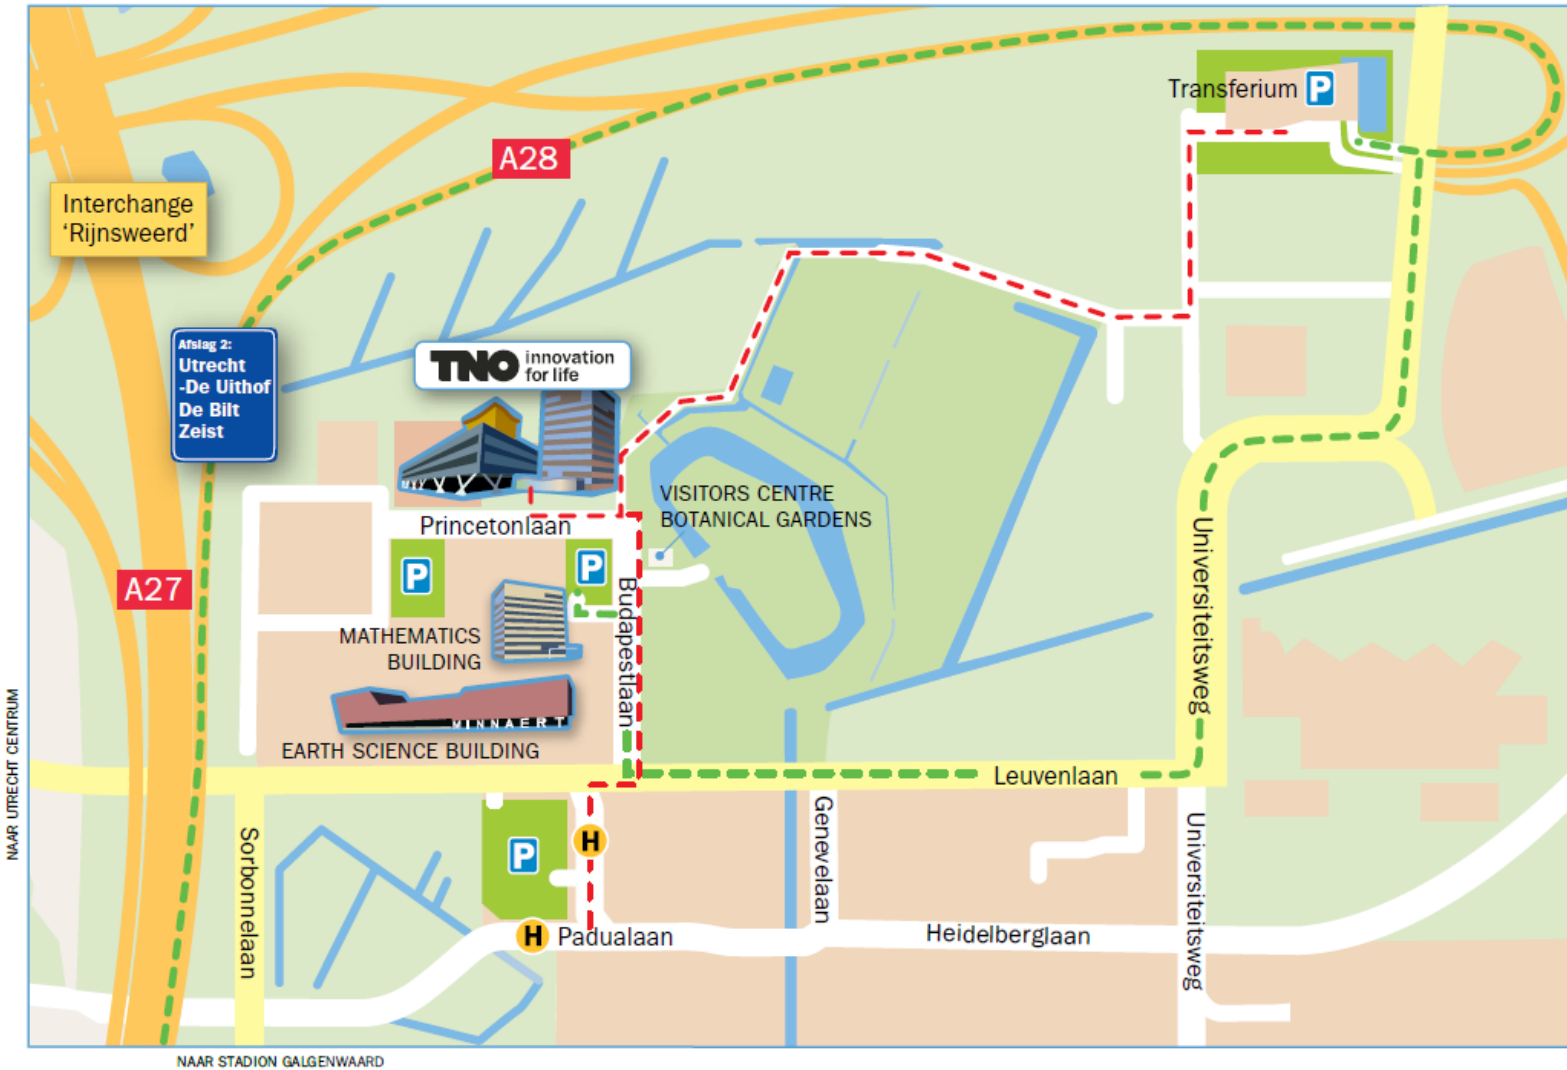 Transferium P
A28
Interchange
‘Rijnsweerd’
Afslag 2:
Utrecht
-De Uithof
De Bilt
Zeist
TNO innovation
for life
VISITORS CENTRE
BOTANICAL GARDENS
Princetonlaan
P
P
A27
Budapestlaan
Universiteitsweg
MATHEMATICS
BUILDING
MINNAERT
EARTH SCIENCE BUILDING
Leuvenlaan
NAAR UTRECHT CENTRUM
Sorbonnelaan
P
H
Genevelaan
Universiteitsweg
H Padualaan
Heidelberglaan
NAAR STADION GALGENWAARD